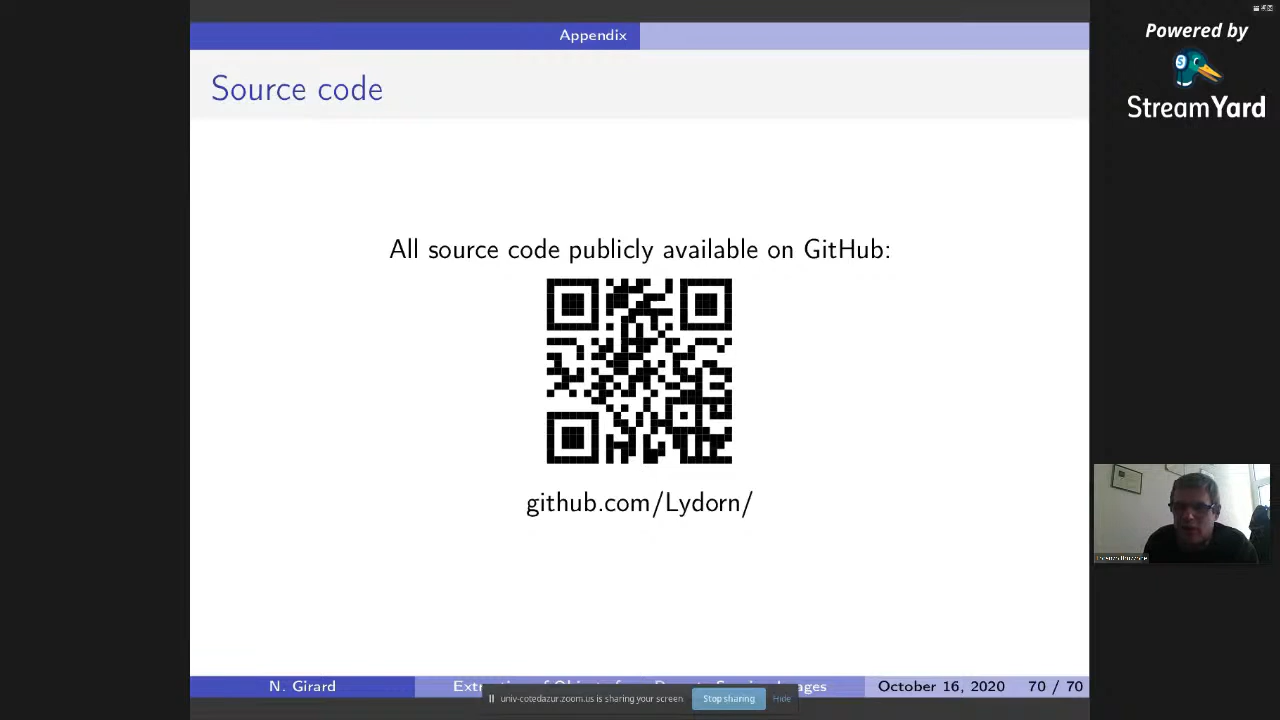 Appendix
Powered by
StreamYard
Source code
All source code publicly available on GitHub:
github.com/Lydorn/
N. Girard
October 16, 2020 70 / 70
univ-cotedazur.zoom.us is sharing your screen Stop sharing Hide